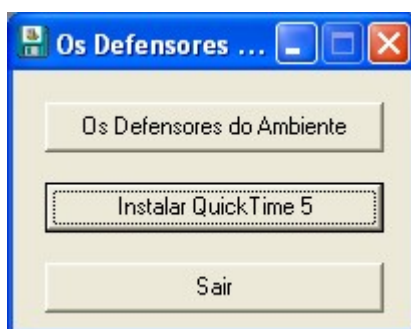 Os Defensores ...
Os Defensores do Ambiente
Instalar QuickTime 5
Sair